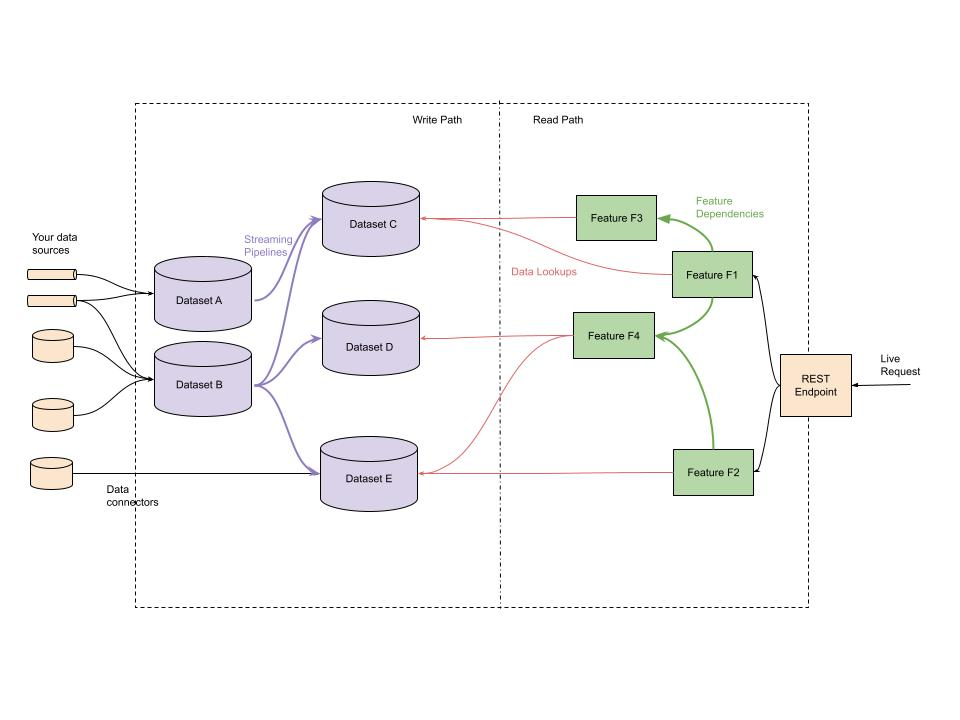 Write Path
Read Path
Your data
sources
Streaming
Pipelines
Dataset C
Feature F3
Feature
Dependencies
Data Lookups
Feature F1
Dataset A
Dataset D
Feature F4
Dataset B
REST
Endpoint
Live
Request
Dataset E
Feature F2
Data
connectors